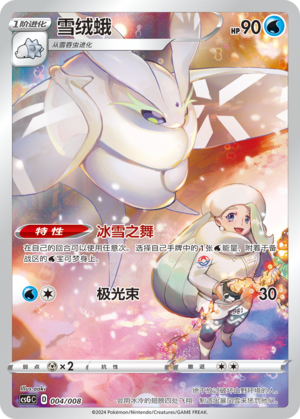 1阶进化
雪绒蛾
HP 90
从雪吞虫进化
特性 冰雪之舞
在自己的回合可以使用任意次。选择自己手牌中的1张能量,附着于备
战区的宝可梦身上。
极光束 30
弱点 ×2 抗性 撤退
Illus. ooki
csGC D 004/008
©2024 Pokémon/Nintendo/Creatures/GAME FREAK.